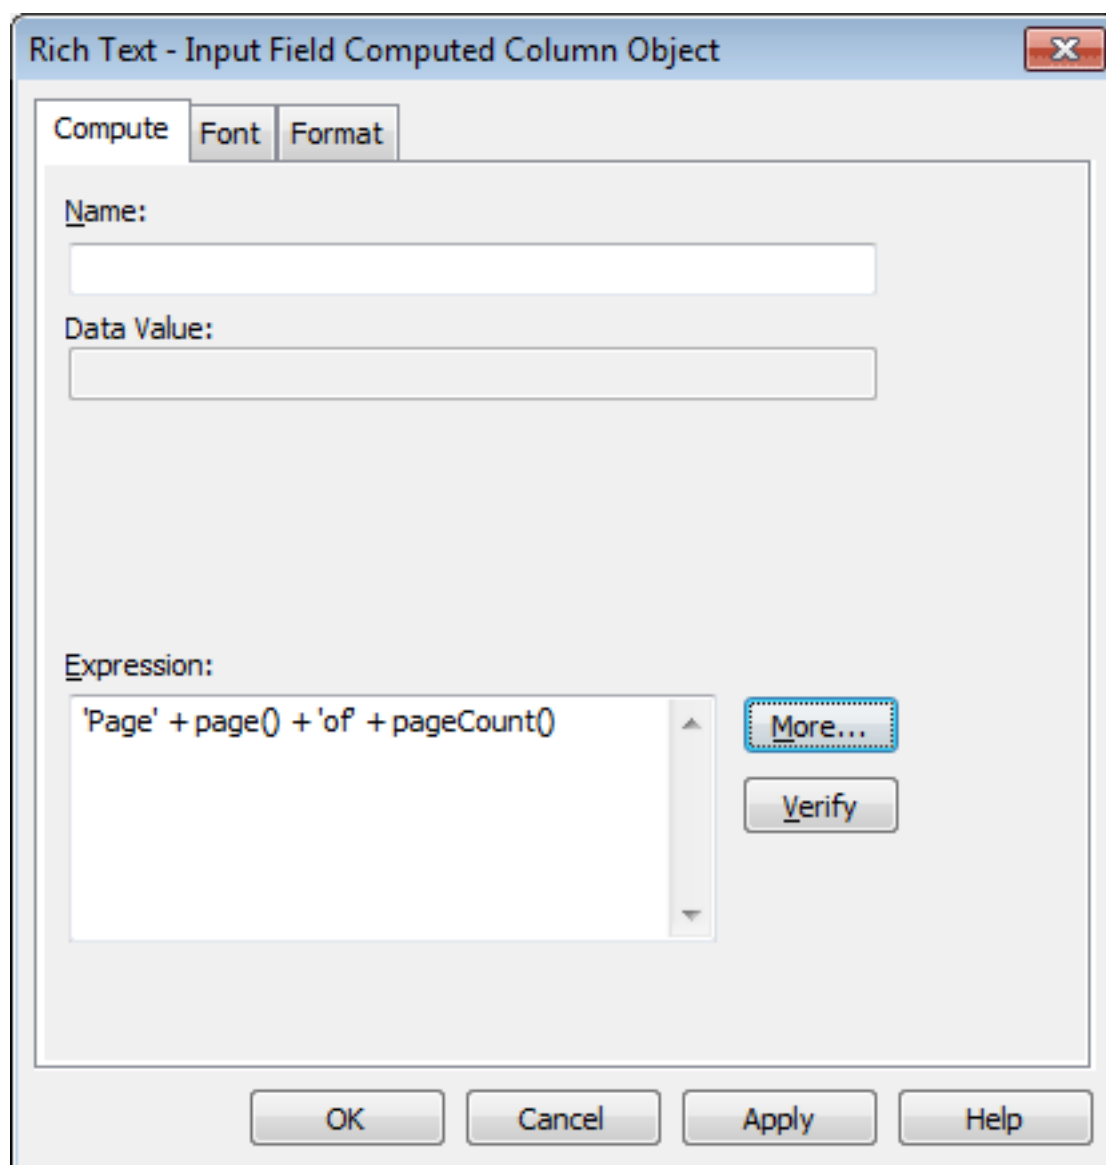 Rich Text - Input Field Computed Column Object
Compute Font Format
Name:
Data Value:
Expression:
'Page' + page() + 'of' + pageCount()
More...
Verify
OK Cancel Apply Help